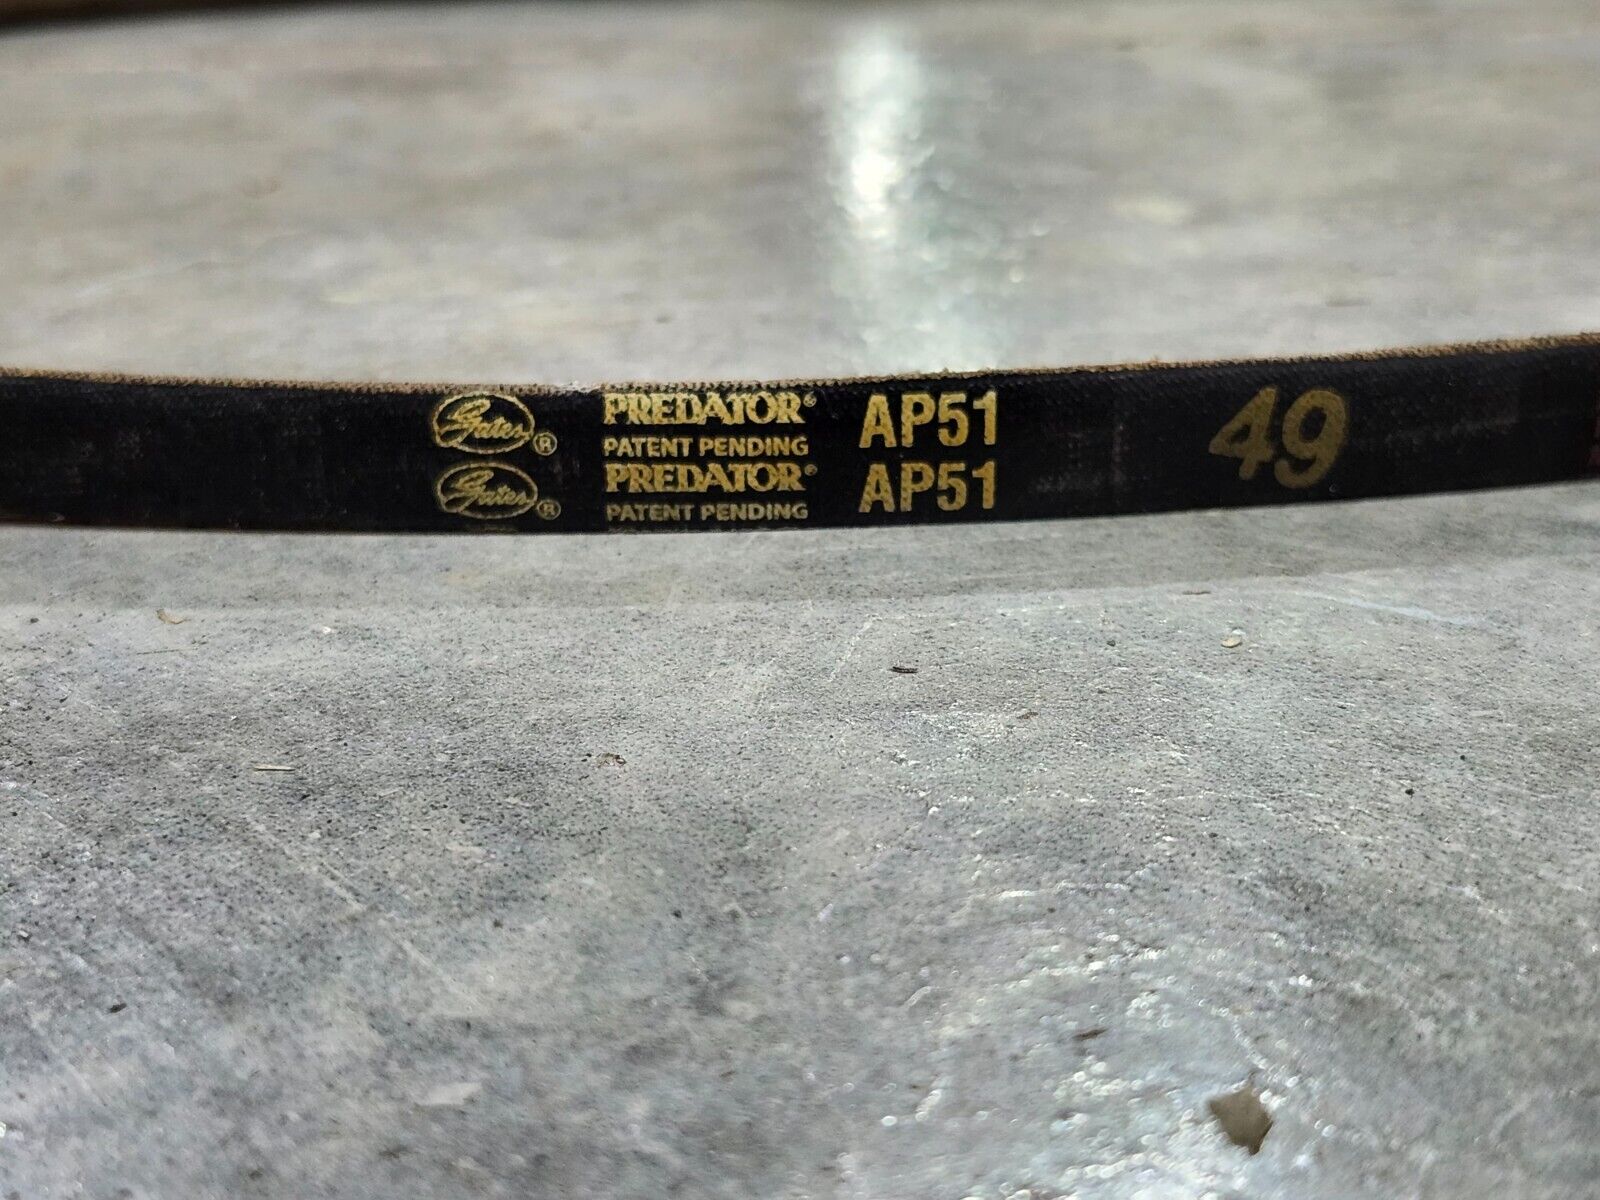 Gates® PREDATOR® AP51 49
PATENT PENDING
Gates® PREDATOR® AP51
PATENT PENDING